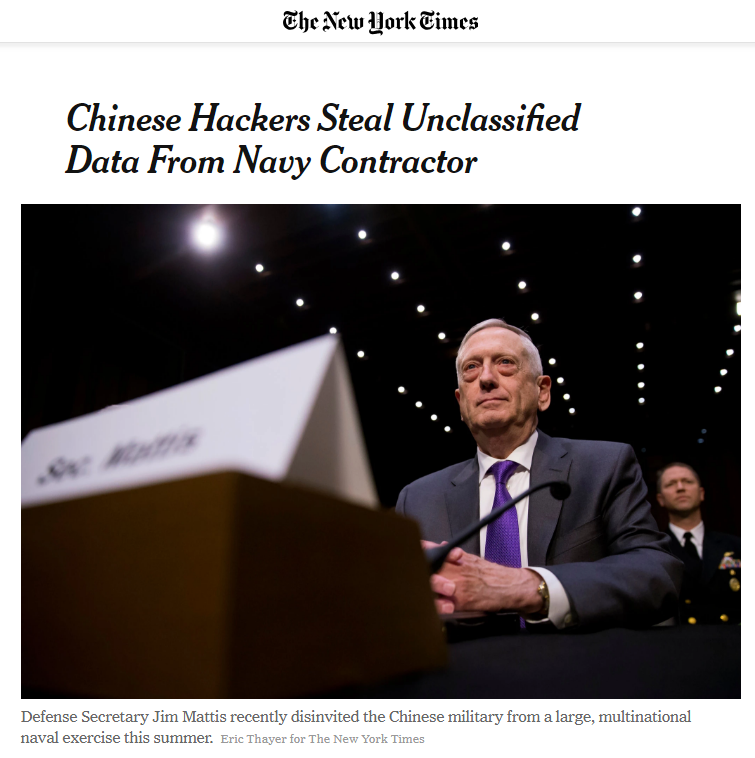 The New York Times
Chinese Hackers Steal Unclassified
Data From Navy Contractor
Sec. Mattis
Defense Secretary Jim Mattis recently disinvited the Chinese military from a large, multinational
naval exercise this summer. Eric Thayer for The New York Times